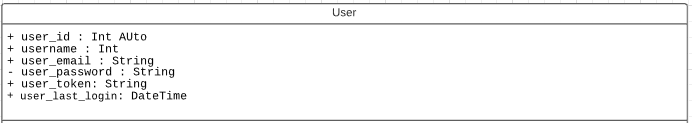 User
+ user_id : Int AUto
+ username : Int
+ user_email : String
- user_password : String
+ user_token: String
+ user_last_login: DateTime